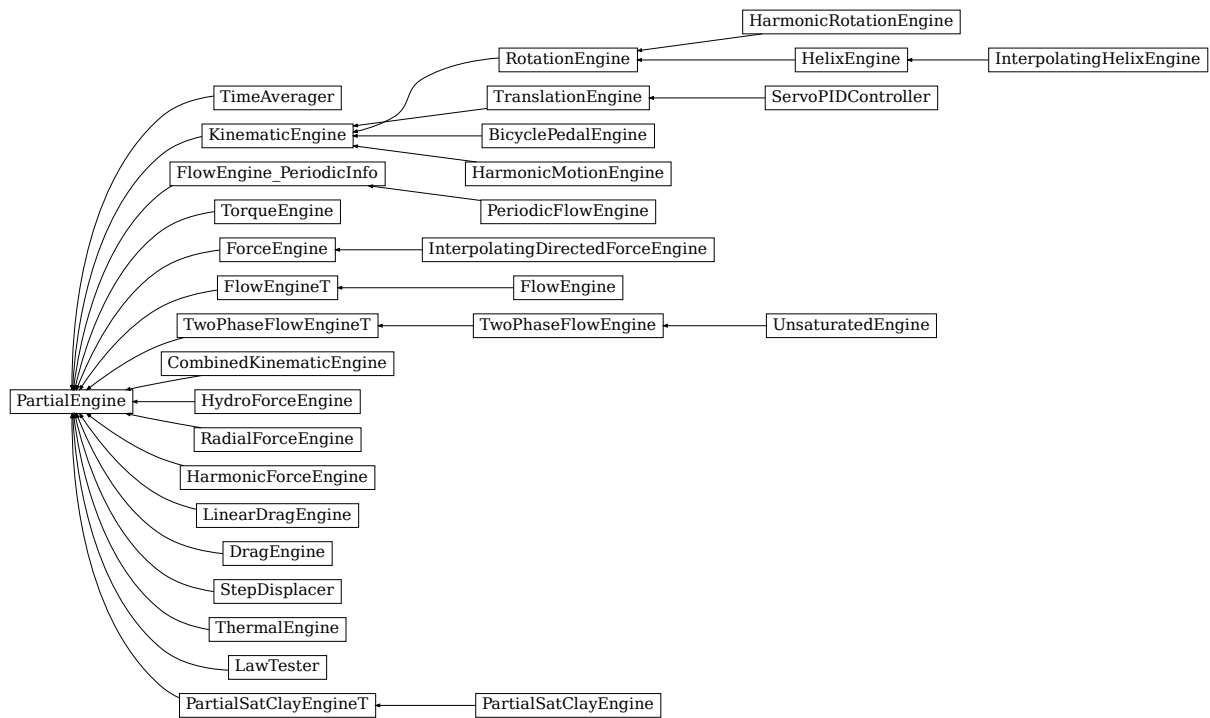 HarmonicRotationEngine
RotationEngine
HelixEngine
InterpolatingHelixEngine
TimeAverager
TranslationEngine
ServoPIDController
KinematicEngine
BicyclePedalEngine
FlowEngine_PeriodicInfo
HarmonicMotionEngine
TorqueEngine
PeriodicFlowEngine
ForceEngine
InterpolatingDirectedForceEngine
FlowEngineT
FlowEngine
TwoPhaseFlowEngineT
TwoPhaseFlowEngine
UnsaturatedEngine
CombinedKinematicEngine
PartialEngine
HydroForceEngine
RadialForceEngine
HarmonicForceEngine
LinearDragEngine
DragEngine
StepDisplacer
ThermalEngine
LawTester
PartialSatClayEngineT
PartialSatClayEngine